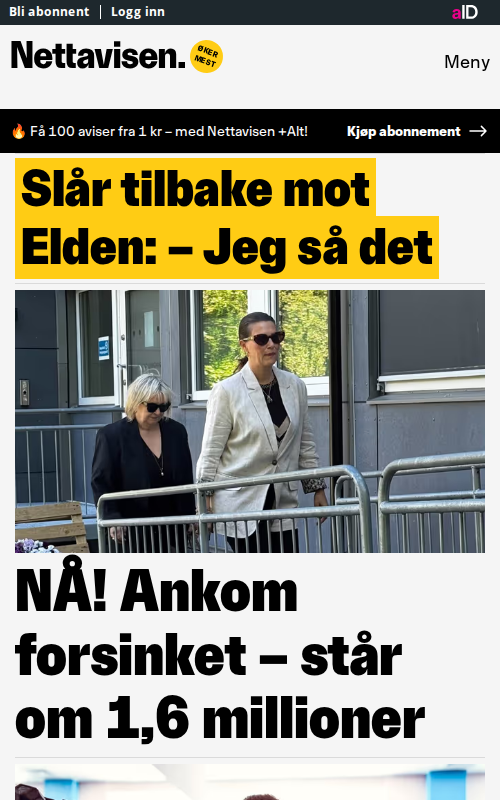 Bli abonnent
Logg inn
aID
Nettavisen.
ØKER
MEST
Meny
🔥 Få 100 aviser fra 1 kr – med Nettavisen +Alt!
Kjøp abonnement →
Slår tilbake mot
Elden: – Jeg så det
NÅ! Ankom
forsinket – står
om 1,6 millioner